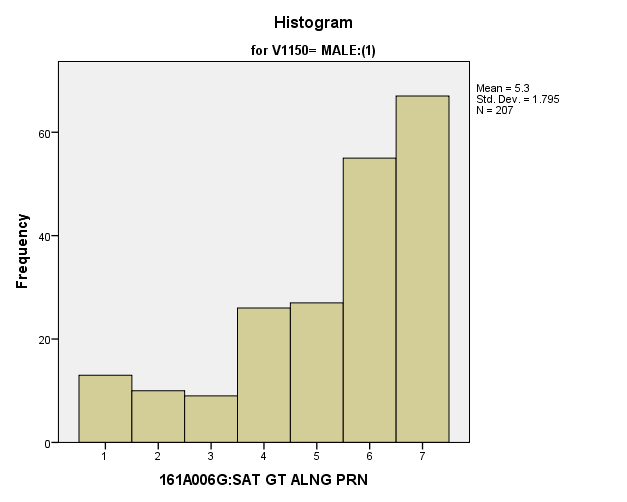 Histogram
for V1150= MALE:(1)
Mean = 5.3
Std. Dev. = 1.795
N = 207
Frequency
60
40
20
0
1 2 3 4 5 6 7
161A006G:SAT GT ALNG PRN